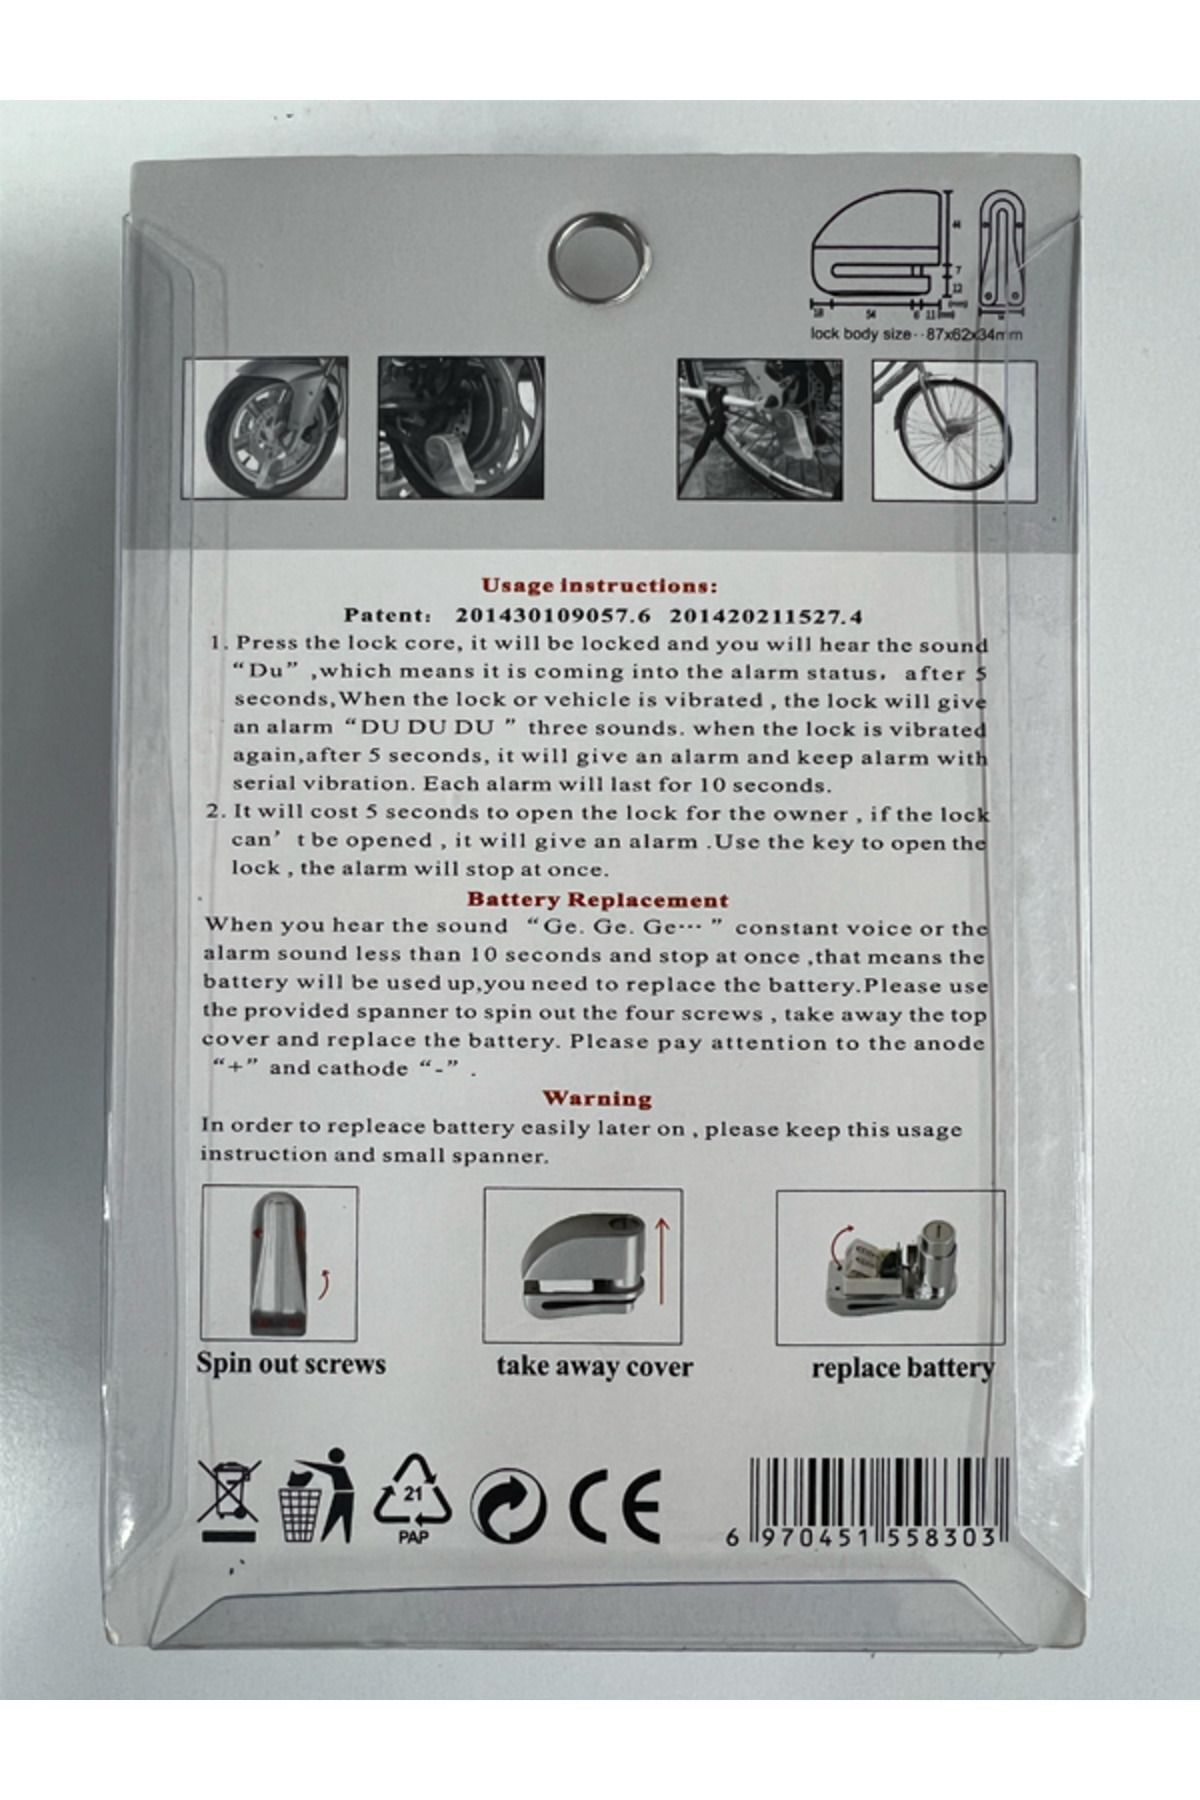 44
7
12
18 54 6 11 (mm)
lock body size··87x62x34mm
Usage instructions:
Patent: 201430109057.6 201420211527.4
1. Press the lock core, it will be locked and you will hear the sound
“Du” ,which means it is coming into the alarm status, after 5
seconds,When the lock or vehicle is vibrated , the lock will give
an alarm “DU DU DU ” three sounds. when the lock is vibrated
again,after 5 seconds, it will give an alarm and keep alarm with
serial vibration. Each alarm will last for 10 seconds.
2. It will cost 5 seconds to open the lock for the owner , if the lock
can’ t be opened , it will give an alarm .Use the key to open the
lock , the alarm will stop at once.
Battery Replacement
When you hear the sound “Ge. Ge. Ge··· ” constant voice or the
alarm sound less than 10 seconds and stop at once ,that means the
battery will be used up,you need to replace the battery.Please use
the provided spanner to spin out the four screws , take away the top
cover and replace the battery. Please pay attention to the anode
“+” and cathode “-” .
Warning
In order to repleace battery easily later on , please keep this usage
instruction and small spanner.
Spin out screws take away cover replace battery
21
PAP
CE
6 970451 558303